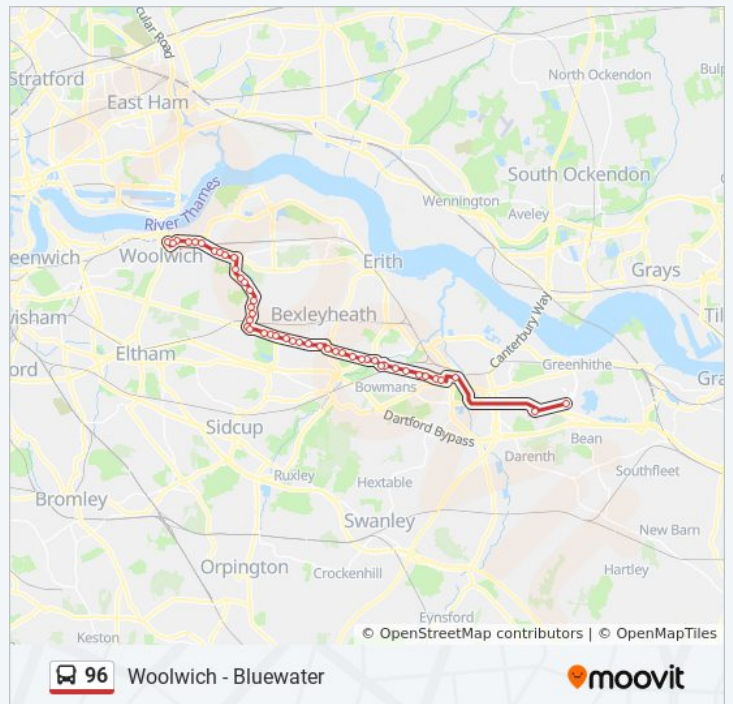 cular Road
Stratford
North Ockendon
Bulp
East Ham
South Ockendon
River Thames
Wennington
Aveley
eenwich
Woolwich
Erith
Grays
Canterbury Way
wisham
Bexleyheath
Til
Eltham
Greenhithe
ord
Bowmans
Gra
Dartford Bypass
Sidcup
Bean
Darenth
Southfleet
Ruxley
Hextable
Bromley
Swanley
New Barn
Orpington
Crockenhill
Hartley
Eynsford
© OpenStreetMap contributors | © OpenMapTiles
Keston
96 Woolwich - Bluewater
moovit